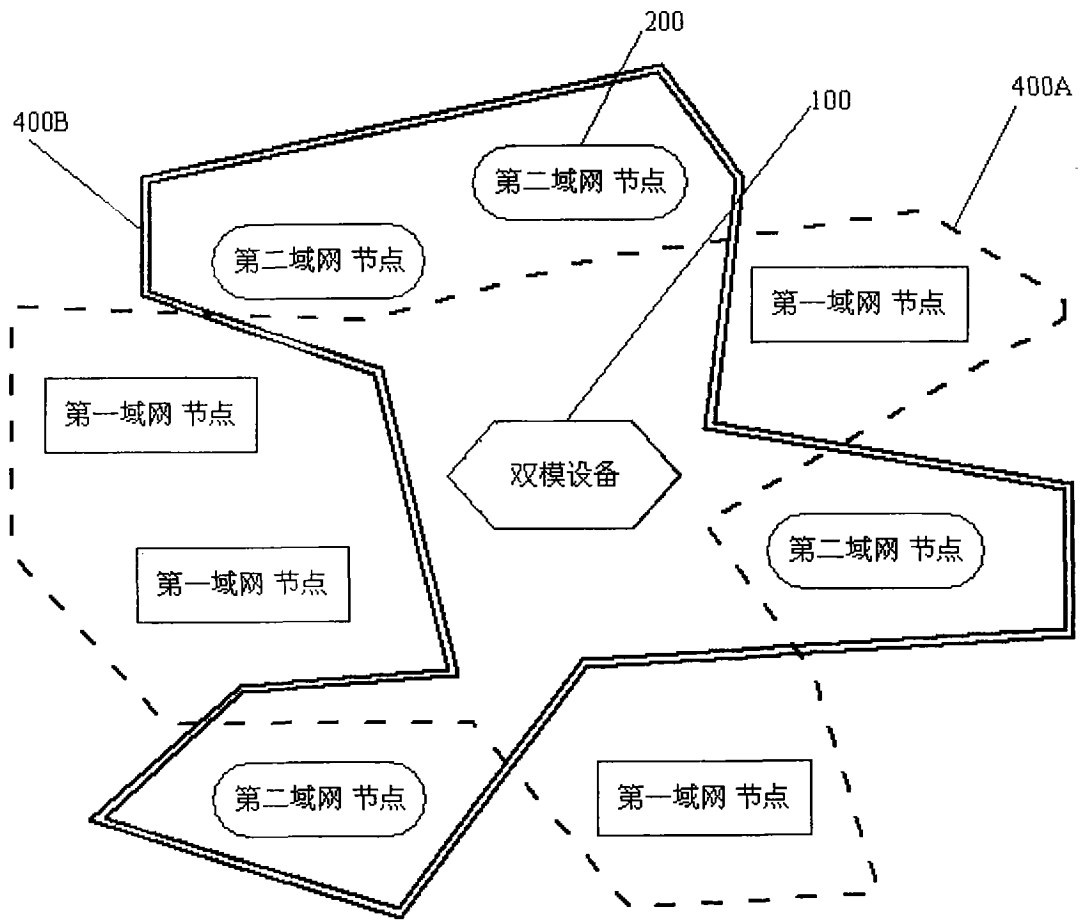 200
400A
100
400B
第二域网 节点
第二域网 节点
第一域网 节点
第一域网 节点
双模设备
第二域网 节点
第一域网 节点
第二域网 节点
第一域网 节点